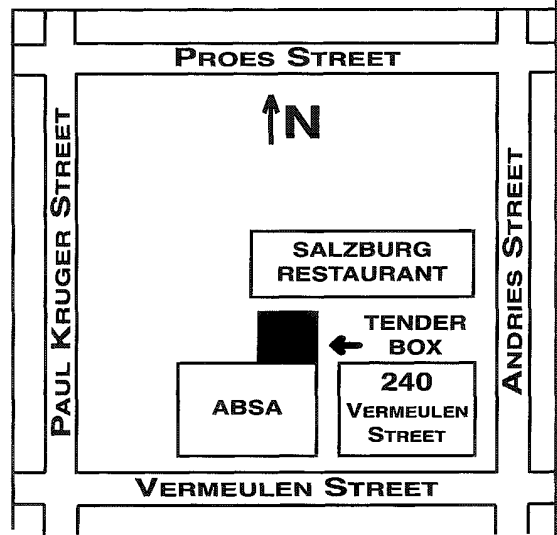 PROES STREET
N
PAUL KRUGER STREET
ANDRIES STREET
SALZBURG
RESTAURANT
TENDER
BOX
ABSA
240
VERMEULEN
STREET
VERMEULEN STREET